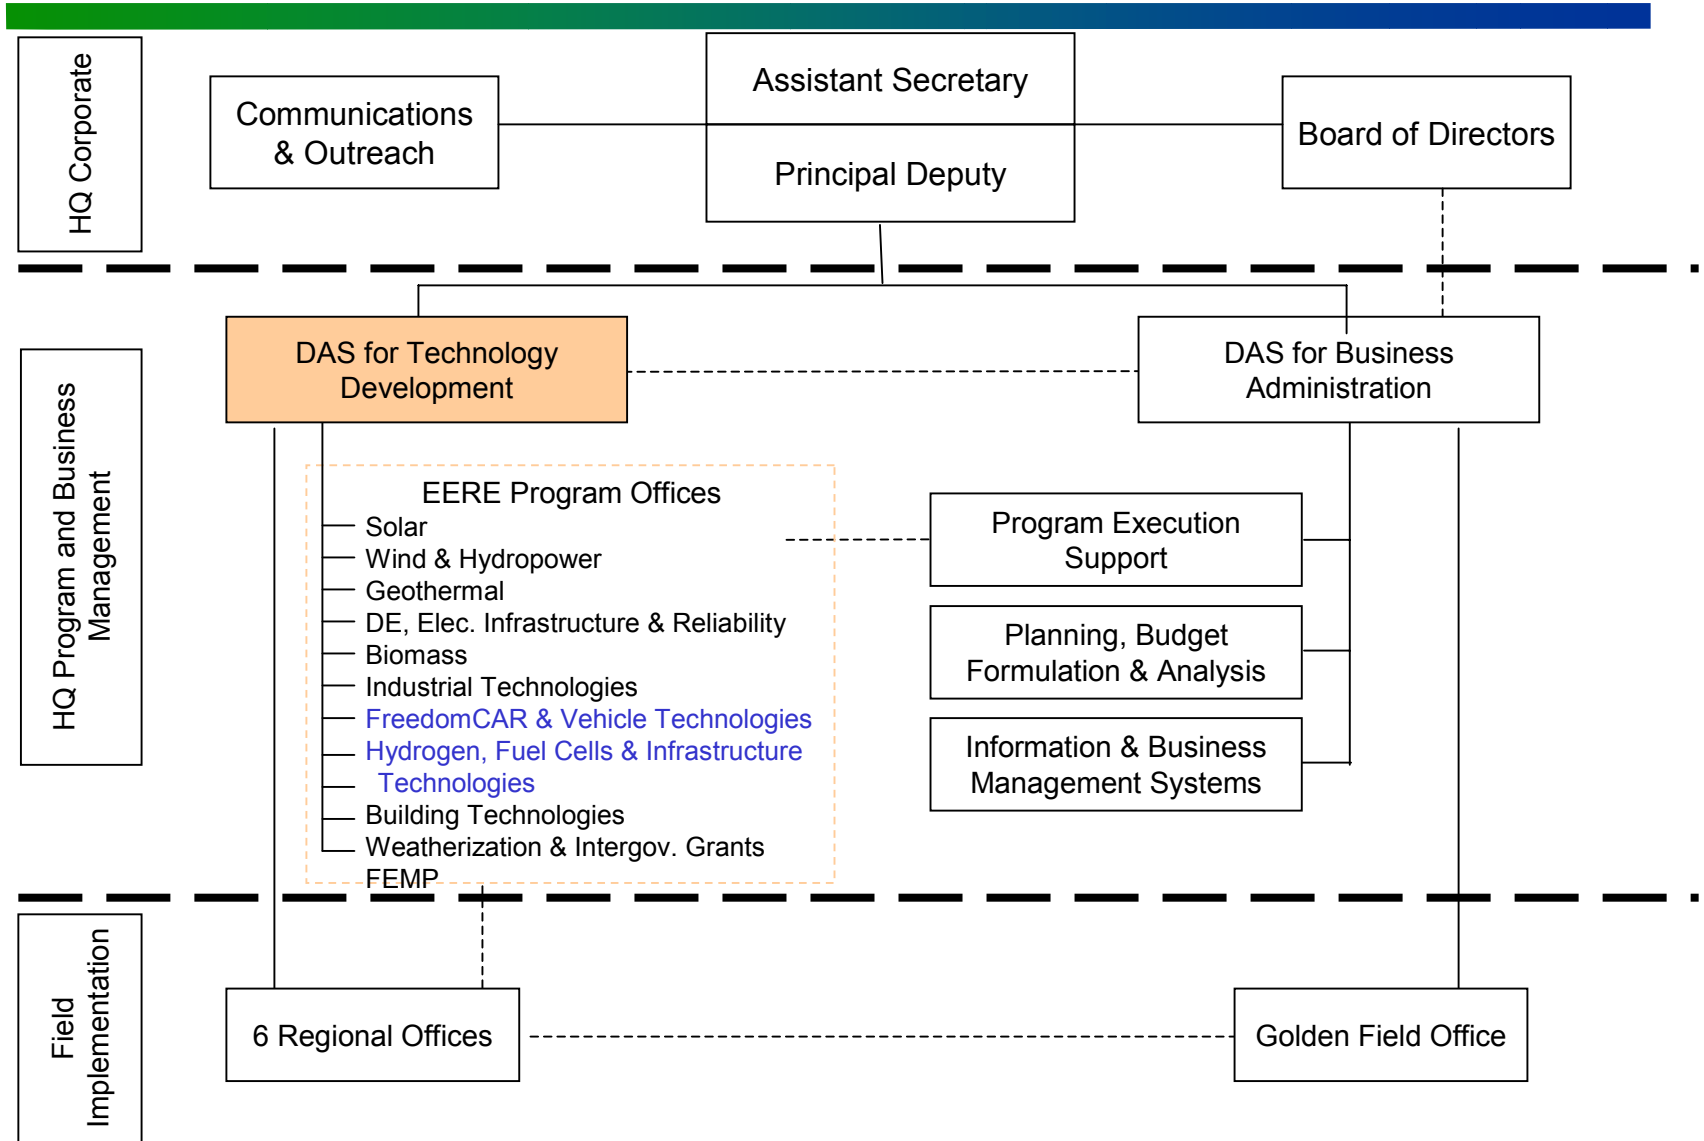 HQ Corporate
Communications
& Outreach
Assistant Secretary
Principal Deputy
Board of Directors
HQ Program and Business
Management
DAS for Technology
Development
DAS for Business
Administration
EERE Program Offices
Solar
Wind & Hydropower
Geothermal
DE, Elec. Infrastructure & Reliability
Biomass
Industrial Technologies
FreedomCAR & Vehicle Technologies
Hydrogen, Fuel Cells & Infrastructure
Technologies
Building Technologies
Weatherization & Intergov. Grants
FEMP
Program Execution
Support
Planning, Budget
Formulation & Analysis
Information & Business
Management Systems
Field
Implementation
6 Regional Offices
Golden Field Office